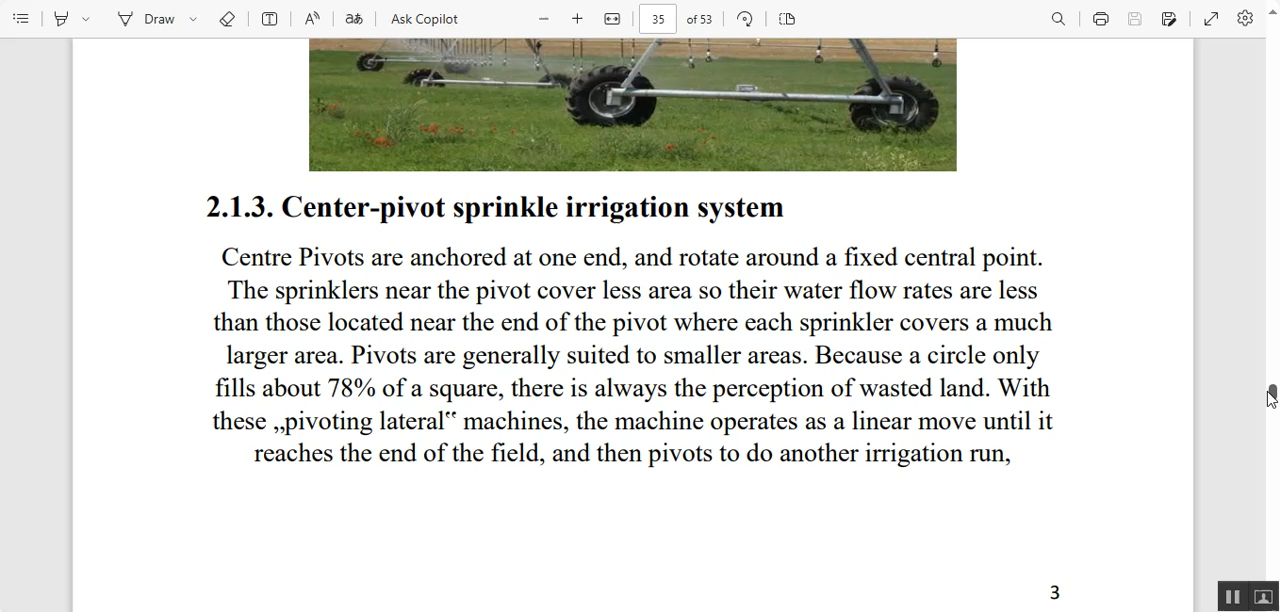 Draw
Ask Copilot
35 of 53
2.1.3. Center-pivot sprinkle irrigation system
Centre Pivots are anchored at one end, and rotate around a fixed central point.
The sprinklers near the pivot cover less area so their water flow rates are less
than those located near the end of the pivot where each sprinkler covers a much
larger area. Pivots are generally suited to smaller areas. Because a circle only
fills about 78% of a square, there is always the perception of wasted land. With
these „pivoting lateral‟‟ machines, the machine operates as a linear move until it
reaches the end of the field, and then pivots to do another irrigation run,
3